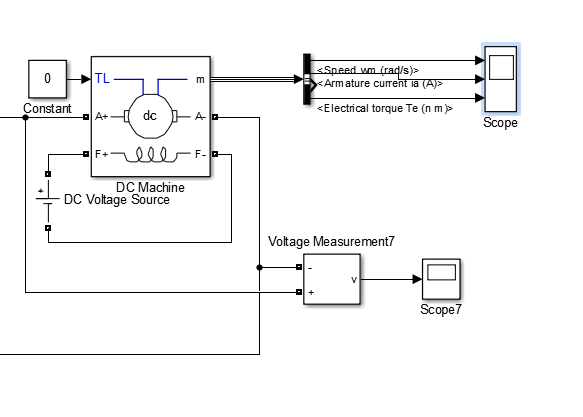 0
Constant
TL
m
A+
dc
A-
F+
F-
DC Machine
+
DC Voltage Source
<Speed wm (rad/s)>
<Armature current ia (A)>
<Electrical torque Te (n m)>
Scope
Voltage Measurement7
-
+
v
Scope7